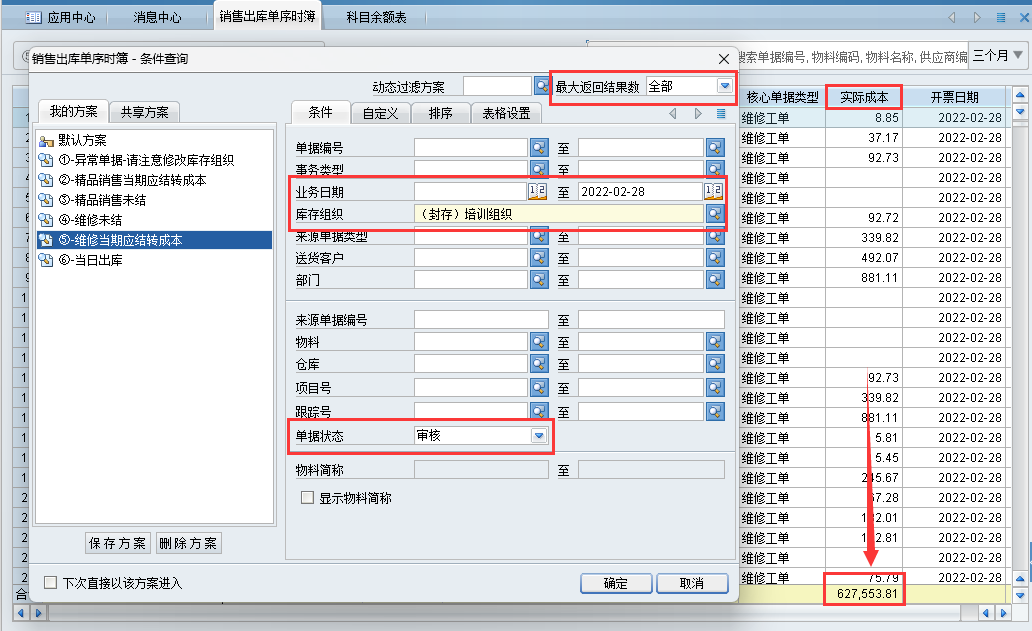 应用中心 消息中心 销售出库单序时簿 科目余额表
搜索单据编号, 物料编码, 物料名称, 供应商编 三个月
销售出库单序时簿 - 条件查询
动态过滤方案 最大返回结果数 全部
我的方案 共享方案
默认方案
①-异常单据-请注意修改库存组织
②-精品销售当期应结转成本
③-精品销售未结
④-维修未结
⑤-维修当期应结转成本
⑥-当日出库
保存方案 删除方案
下次直接以该方案进入
条件 自定义 排序 表格设置
单据编号 至
事务类型 至
业务日期 至 2022-02-28
库存组织 （封存）培训组织
来源单据类型 至
送货客户 至
部门 至
来源单据编号 至
物料 至
仓库 至
项目号 至
跟踪号 至
单据状态 审核
物料简称 至
显示物料简称
确定 取消
核心单据类型 实际成本 开票日期
维修工单 8.85 2022-02-28
维修工单 37.17 2022-02-28
维修工单 92.73 2022-02-28
维修工单 2022-02-28
维修工单 2022-02-28
维修工单 92.72 2022-02-28
维修工单 339.82 2022-02-28
维修工单 492.07 2022-02-28
维修工单 881.11 2022-02-28
维修工单 2022-02-28
维修工单 2022-02-28
维修工单 2022-02-28
维修工单 2022-02-28
维修工单 92.73 2022-02-28
维修工单 339.82 2022-02-28
维修工单 881.11 2022-02-28
维修工单 5.81 2022-02-28
维修工单 5.45 2022-02-28
维修工单 245.67 2022-02-28
维修工单 2022-02-28
维修工单 2022-02-28
维修工单 2022-02-28
维修工单 2022-02-28
维修工单 75.79 2022-02-28
合 627,553.81